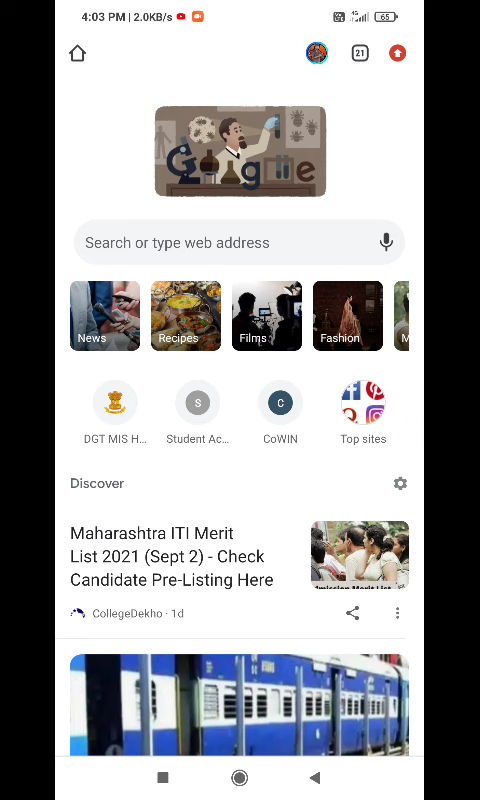 4:03 PM | 2.0KB/s
4G
65
21
Google
Search or type web address
News
Recipes
Films
Fashion
M
DGT MIS H...
S
Student Ac...
C
CoWIN
Top sites
Discover
Maharashtra ITI Merit
List 2021 (Sept 2) - Check
Candidate Pre-Listing Here
CollegeDekho · 1d